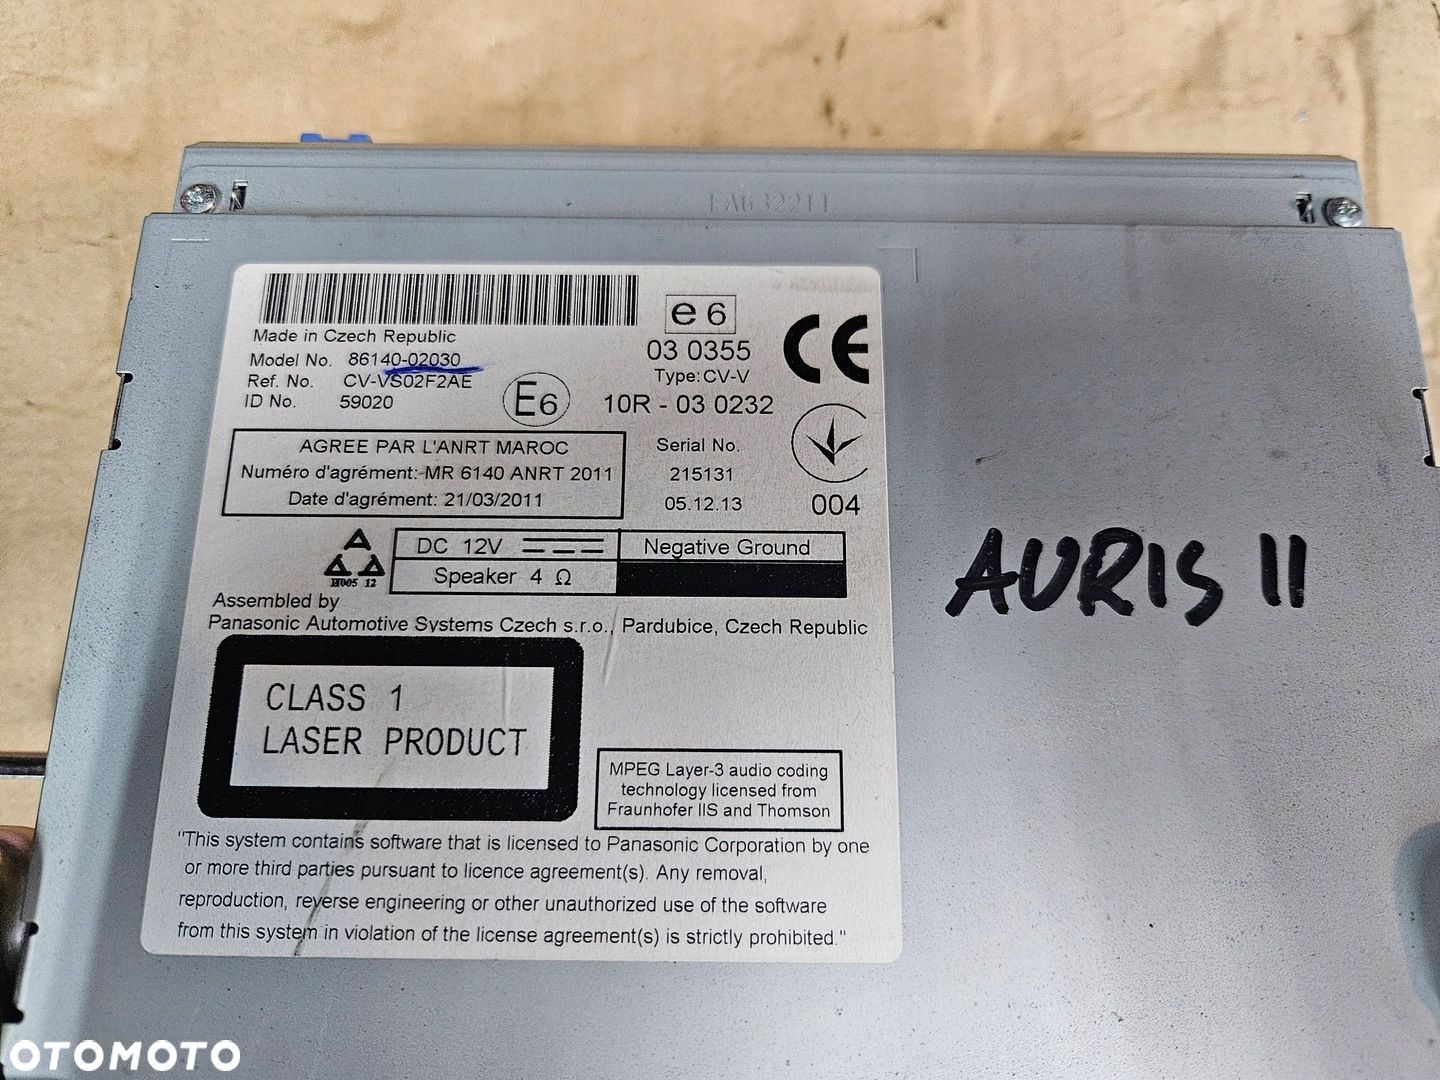 Made in Czech Republic
Model No. 86140-02030
Ref. No. CV-VS02F2AE
ID No. 59020
E6
e6
03 0355
Type:CV-V
10R - 03 0232
CE
AGREE PAR L'ANRT MAROC
Numéro d'agrément: MR 6140 ANRT 2011
Date d'agrément: 21/03/2011
Serial No.
215131
05.12.13
004
DC 12V
Negative Ground
Speaker 4 Ω
Assembled by
Panasonic Automotive Systems Czech s.r.o., Pardubice, Czech Republic
CLASS 1
LASER PRODUCT
MPEG Layer-3 audio coding
technology licensed from
Fraunhofer IIS and Thomson
"This system contains software that is licensed to Panasonic Corporation by one
or more third parties pursuant to licence agreement(s). Any removal,
reproduction, reverse engineering or other unauthorized use of the software
from this system in violation of the license agreement(s) is strictly prohibited."
AURIS II
OTOMOTO